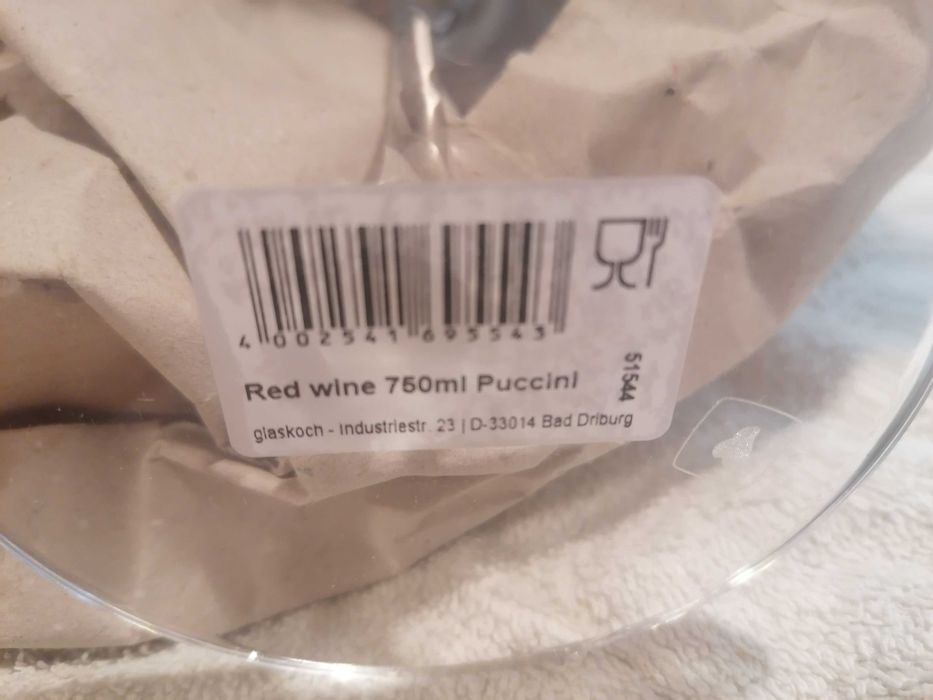 4 002541 695543
Red wine 750ml Puccini
51544
glaskoch - Industriestr. 23 | D-33014 Bad Driburg